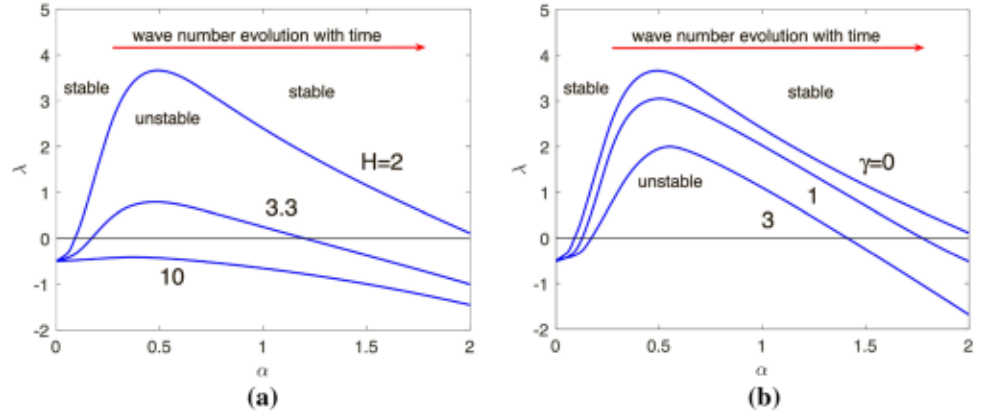 5
wave number evolution with time
4
stable
stable
3
unstable
2
H=2
λ
1
3.3
0
-1
10
-2
0 0.5 1 1.5 2
α
(a)
5
wave number evolution with time
4
stable
stable
3
2
γ=0
λ
unstable
1
1
3
0
-1
-2
0 0.5 1 1.5 2
α
(b)